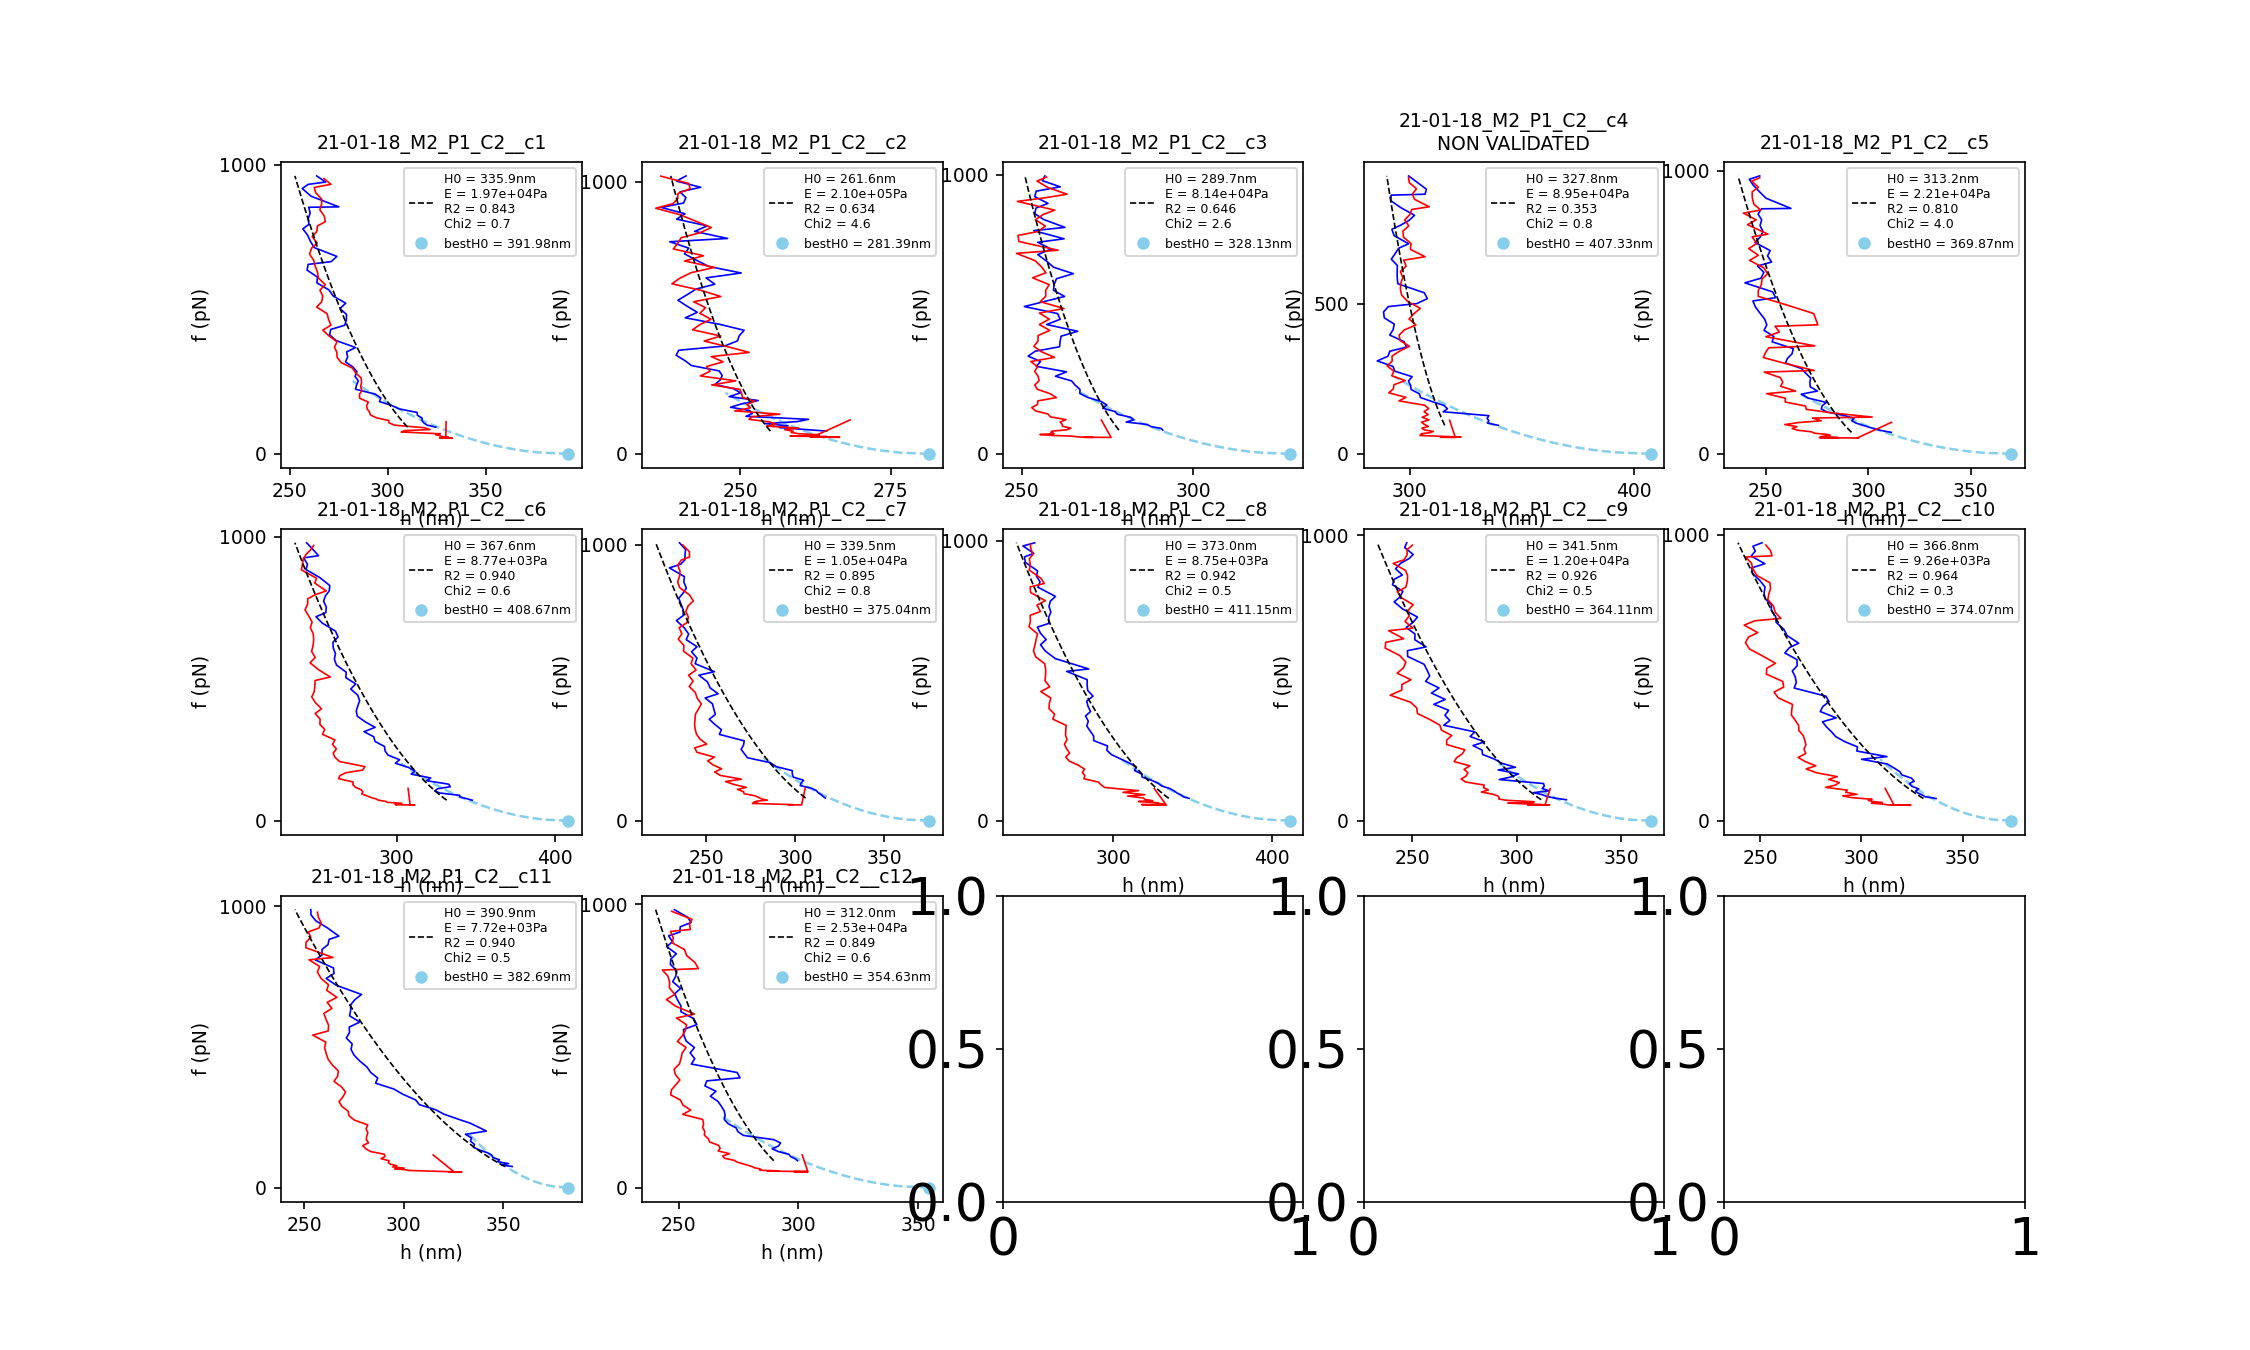 21-01-18_M2_P1_C2__c1
1000
0
250 300 350
f (pN)
h (nm)
H0 = 335.9nm
E = 1.97e+04Pa
R2 = 0.843
Chi2 = 0.7
bestH0 = 391.98nm
21-01-18_M2_P1_C2__c2
1000
0
250 275
f (pN)
h (nm)
H0 = 261.6nm
E = 2.10e+05Pa
R2 = 0.634
Chi2 = 4.6
bestH0 = 281.39nm
21-01-18_M2_P1_C2__c3
1000
0
250 300
f (pN)
h (nm)
H0 = 289.7nm
E = 8.14e+04Pa
R2 = 0.646
Chi2 = 2.6
bestH0 = 328.13nm
21-01-18_M2_P1_C2__c4
NON VALIDATED
500
0
300 400
f (pN)
h (nm)
H0 = 327.8nm
E = 8.95e+04Pa
R2 = 0.353
Chi2 = 0.8
bestH0 = 407.33nm
21-01-18_M2_P1_C2__c5
1000
0
250 300 350
f (pN)
h (nm)
H0 = 313.2nm
E = 2.21e+04Pa
R2 = 0.810
Chi2 = 4.0
bestH0 = 369.87nm
21-01-18_M2_P1_C2__c6
1000
0
300 400
f (pN)
h (nm)
H0 = 367.6nm
E = 8.77e+03Pa
R2 = 0.940
Chi2 = 0.6
bestH0 = 408.67nm
21-01-18_M2_P1_C2__c7
1000
0
250 300 350
f (pN)
h (nm)
H0 = 339.5nm
E = 1.05e+04Pa
R2 = 0.895
Chi2 = 0.8
bestH0 = 375.04nm
21-01-18_M2_P1_C2__c8
1000
0
300 400
f (pN)
h (nm)
H0 = 373.0nm
E = 8.75e+03Pa
R2 = 0.942
Chi2 = 0.5
bestH0 = 411.15nm
21-01-18_M2_P1_C2__c9
1000
0
250 300 350
f (pN)
h (nm)
H0 = 341.5nm
E = 1.20e+04Pa
R2 = 0.926
Chi2 = 0.5
bestH0 = 364.11nm
21-01-18_M2_P1_C2__c10
1000
0
250 300 350
f (pN)
h (nm)
H0 = 366.8nm
E = 9.26e+03Pa
R2 = 0.964
Chi2 = 0.3
bestH0 = 374.07nm
21-01-18_M2_P1_C2__c11
1000
0
250 300 350
f (pN)
h (nm)
H0 = 390.9nm
E = 7.72e+03Pa
R2 = 0.940
Chi2 = 0.5
bestH0 = 382.69nm
21-01-18_M2_P1_C2__c12
1000
0
250 300 350
f (pN)
h (nm)
H0 = 312.0nm
E = 2.53e+04Pa
R2 = 0.849
Chi2 = 0.6
bestH0 = 354.63nm
1.0
0.5
0.0
0 1
1.0
0.5
0.0
0 1
1.0
0.5
0.0
0 1